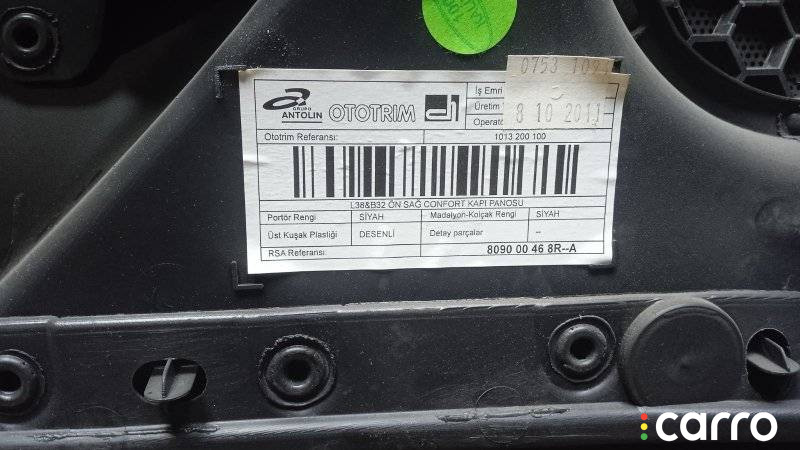 0753 109
GRUPO
ANTOLIN
OTOTRIM
İş Emri
Üretim
8 10 2011
Operatö
Ototrim Referansı:
1013 200 100
L38&B32 ÖN SAĞ CONFORT KAPI PANOSU
Portör Rengi SİYAH Madalyon-Kolçak Rengi SİYAH
Üst Kuşak Plastiği DESENLİ Detay parçalar --
RSA Referansı: 8090 00 46 8R--A
carro